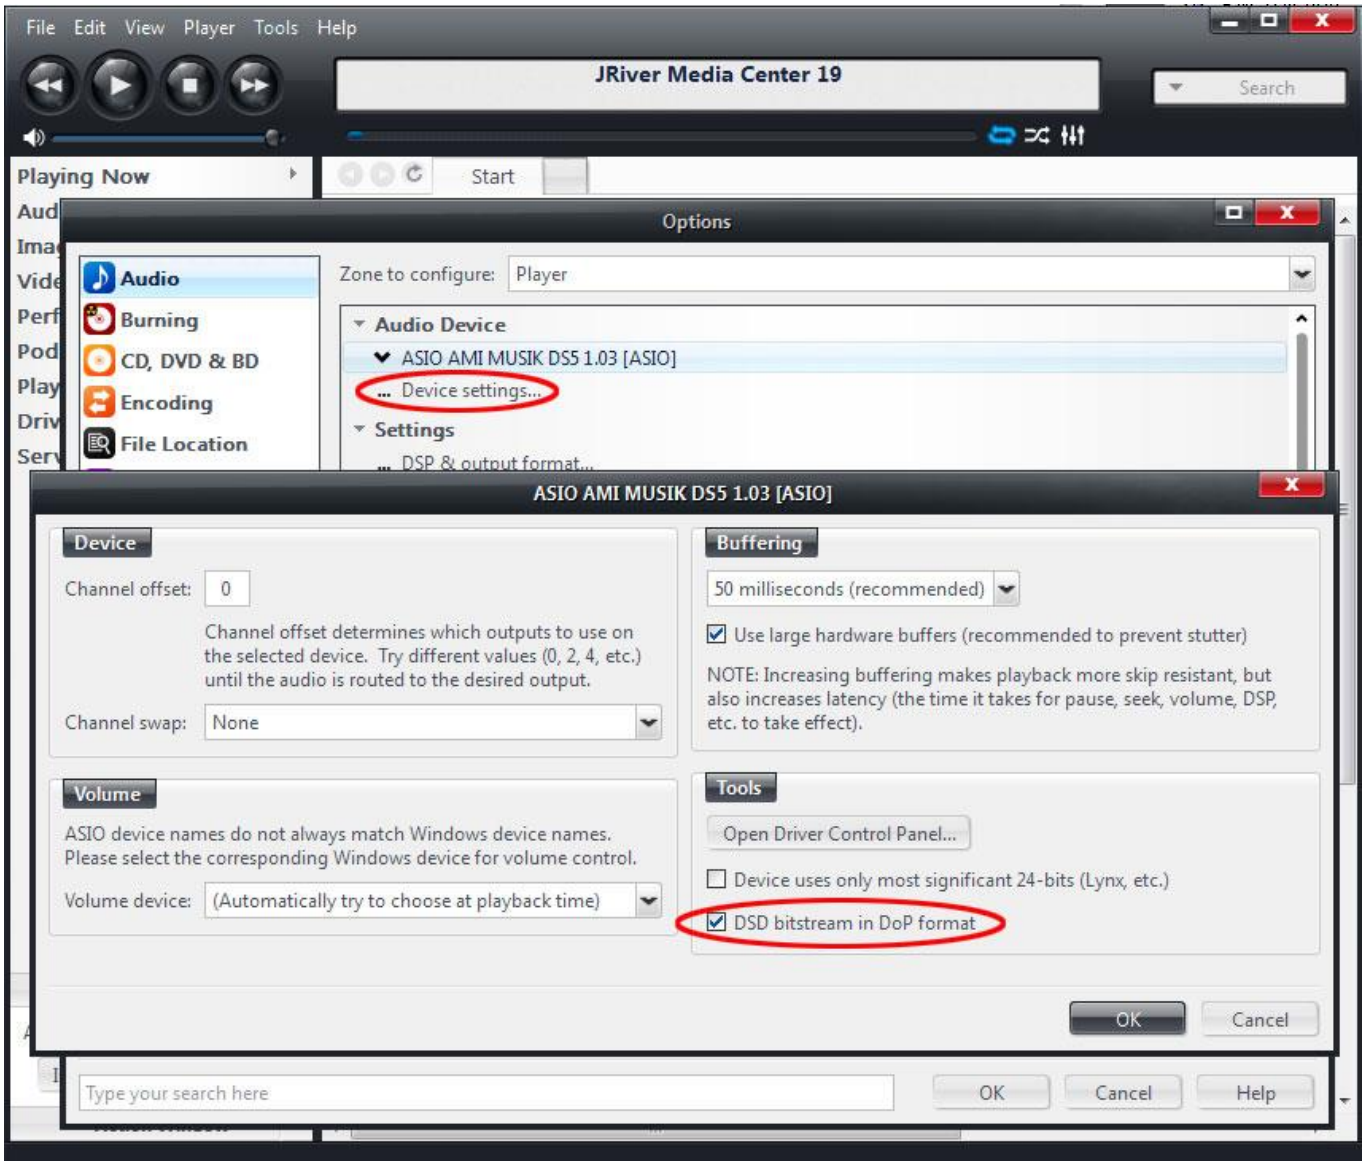 File Edit View Player Tools Help
JRiver Media Center 19
Search
Playing Now
Start
Aud
Options
Imag
Vide
Perf
Pod
Play
Driv
Serv
Audio
Burning
CD, DVD & BD
Encoding
File Location
Zone to configure: Player
Audio Device
ASIO AMI MUSIK DS5 1.03 [ASIO]
... Device settings...
Settings
... DSP & output format...
ASIO AMI MUSIK DS5 1.03 [ASIO]
Device
Channel offset: 0
Channel offset determines which outputs to use on
the selected device. Try different values (0, 2, 4, etc.)
until the audio is routed to the desired output.
Channel swap: None
Volume
ASIO device names do not always match Windows device names.
Please select the corresponding Windows device for volume control.
Volume device: (Automatically try to choose at playback time)
Buffering
50 milliseconds (recommended)
Use large hardware buffers (recommended to prevent stutter)
NOTE: Increasing buffering makes playback more skip resistant, but
also increases latency (the time it takes for pause, seek, volume, DSP,
etc. to take effect).
Tools
Open Driver Control Panel...
Device uses only most significant 24-bits (Lynx, etc.)
DSD bitstream in DoP format
OK Cancel
Type your search here
OK Cancel Help